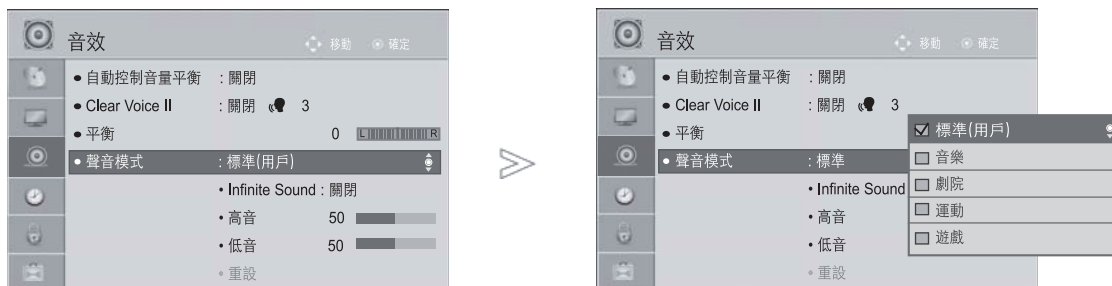 音效 移動 確定
• 自動控制音量平衡 : 關閉
• Clear Voice II : 關閉 3
• 平衡 0 L R
• 聲音模式 : 標準(用戶)
• Infinite Sound : 關閉
• 高音 50
• 低音 50
• 重設
音效 移動 確定
• 自動控制音量平衡 : 關閉
• Clear Voice II : 關閉 3
• 平衡
• 聲音模式 : 標準
• Infinite Sound
• 高音
• 低音
• 重設
標準(用戶)
音樂
劇院
運動
遊戲